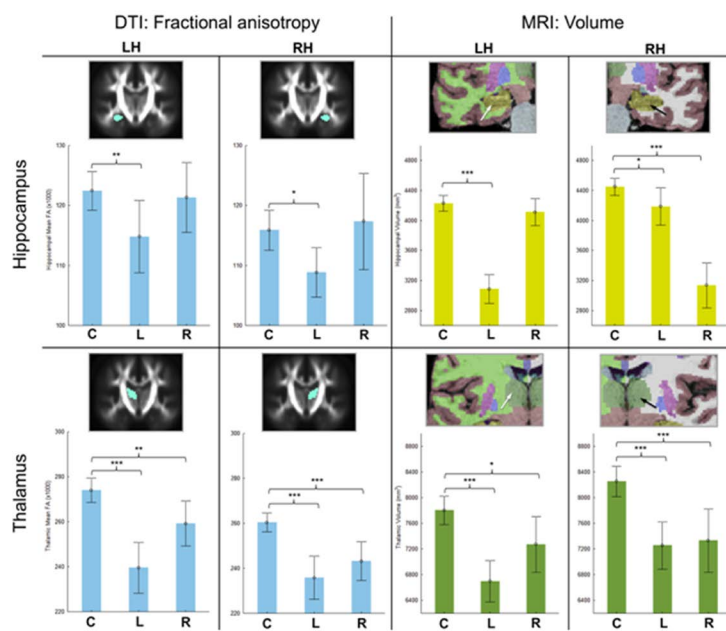 DTI: Fractional anisotropy MRI: Volume
LH RH LH RH
Hippocampus
130 130
** *
120 120
110 110
100 100
Hippocampal Mean FA (x1000)
C L R C L R
4800 4800
*** *** *
4400 4400
4000 4000
3600 3600
3200 3200
2800 2800
Hippocampal Volume (mm³)
C L R C L R
Thalamus
300 300
** ***
*** ***
280 280
260 260
240 240
220 220
Thalamic Mean FA (x1000)
C L R C L R
8800 8800
* ***
*** ***
8400 8400
8000 8000
7600 7600
7200 7200
6800 6800
6400 6400
Thalamic Volume (mm³)
C L R C L R